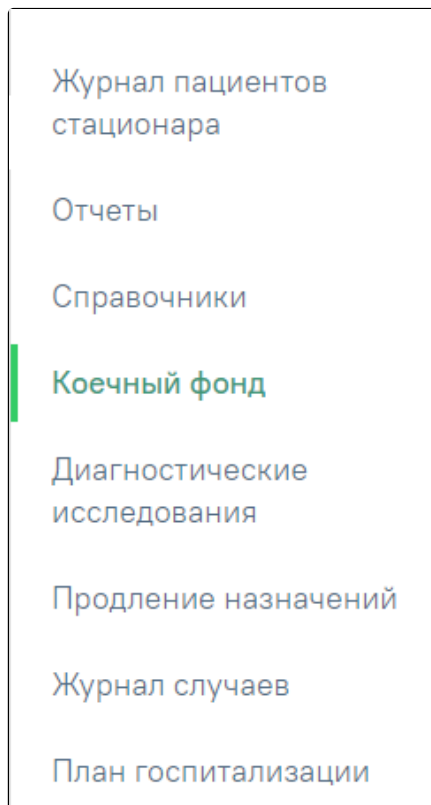 Журнал пациентов
стационара
Отчеты
Справочники
Коечный фонд
Диагностические
исследования
Продление назначений
Журнал случаев
План госпитализации